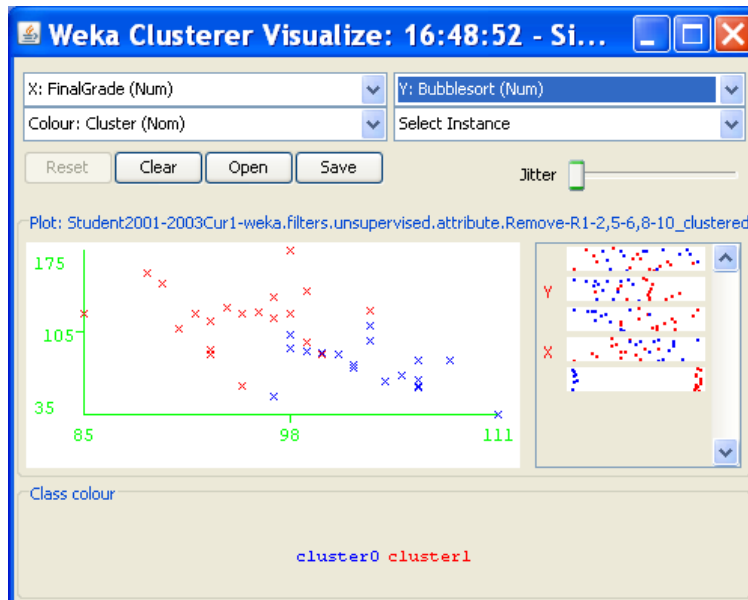 Weka Clusterer Visualize: 16:48:52 - Si...
X: FinalGrade (Num)
Y: Bubblesort (Num)
Colour: Cluster (Nom)
Select Instance
Reset
Clear
Open
Save
Jitter
Plot: Student2001-2003Cur1-weka.filters.unsupervised.attribute.Remove-R1-2,5-6,8-10_clustered
175
105
35
85
98
111
Y
X
Class colour
cluster0 cluster1